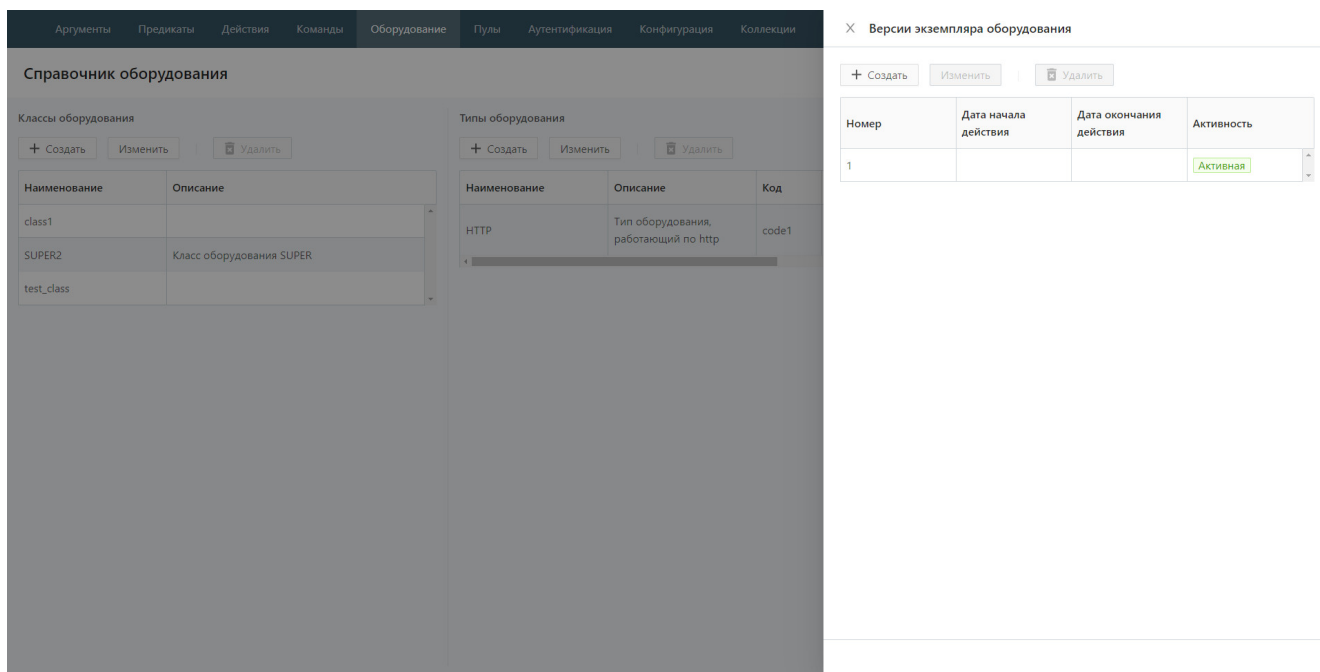 Аргументы Предикаты Действия Команды Оборудование Пулы Аутентификация Конфигурация Коллекции
Справочник оборудования
Классы оборудования
+ Создать Изменить Удалить
Наименование Описание
class1
SUPER2 Класс оборудования SUPER
test_class
Типы оборудования
+ Создать Изменить Удалить
Наименование Описание Код
HTTP Тип оборудования, code1
работающий по http
X Версии экземпляра оборудования
+ Создать Изменить Удалить
Номер Дата начала Дата окончания Активность
действия действия
1 Активная